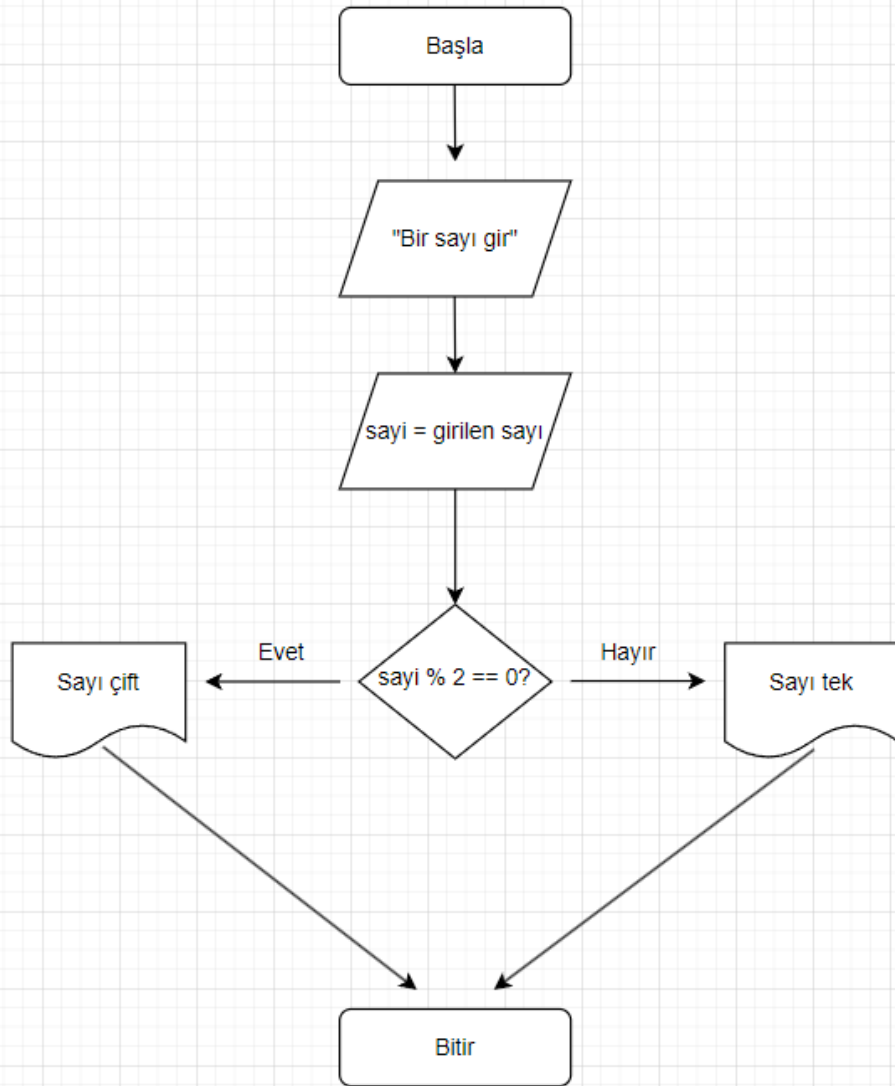 Başla
"Bir sayı gir"
sayi = girilen sayı
Evet
sayi % 2 == 0?
Hayır
Sayı çift
Sayı tek
Bitir